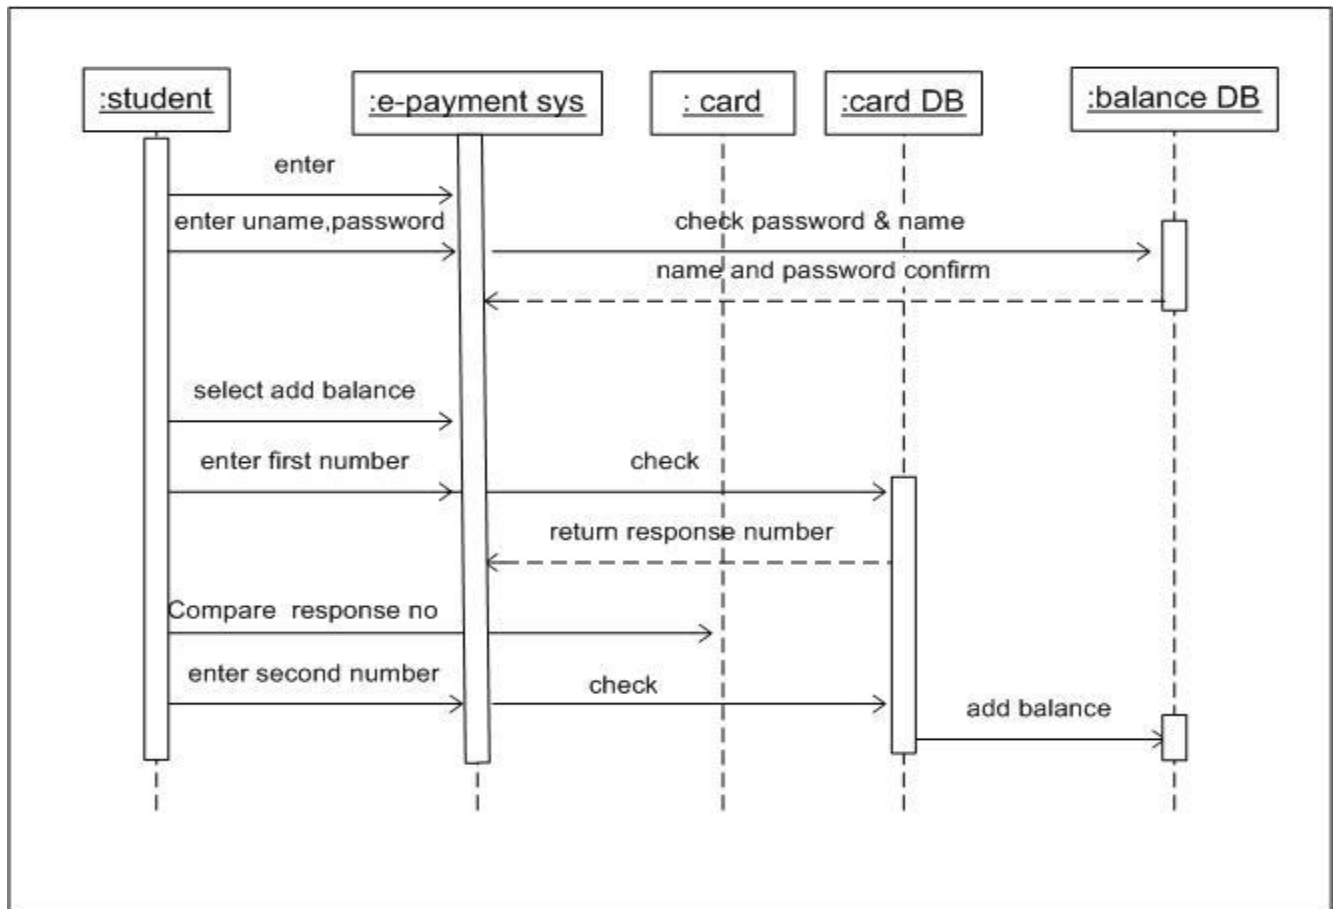 :student
:e-payment sys
: card
:card DB
:balance DB
enter
enter uname,password
check password & name
name and password confirm
select add balance
enter first number
check
return response number
Compare  response no
enter second number
check
add balance